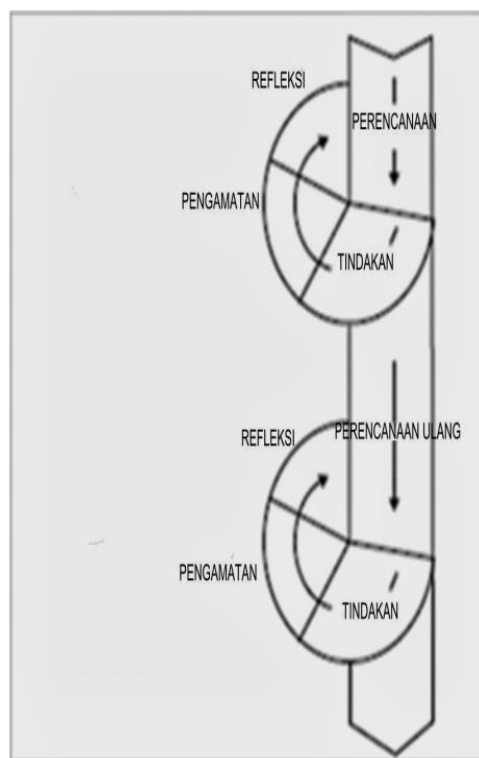 REFLEKSI
PERENCANAAN
PENGAMATAN
TINDAKAN
REFLEKSI
PERENCANAAN ULANG
PENGAMATAN
TINDAKAN